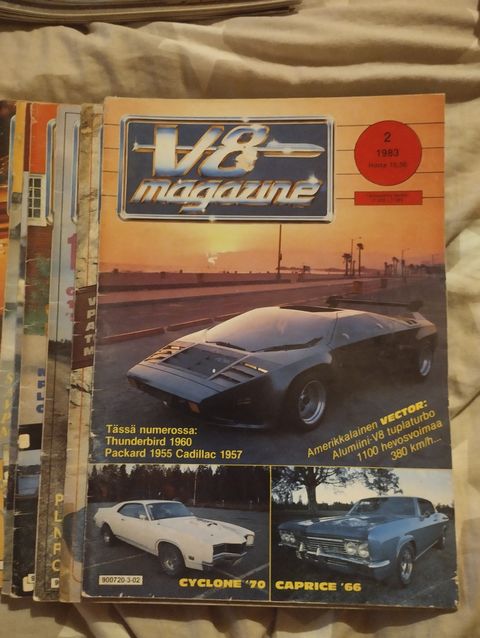 V8
magazine
2
1983
Tässä numerossa:
Thunderbird 1960
Packard 1955 Cadillac 1957
Amerikkalainen VECTOR:
Alumiini-V8 tuplaturbo
1100 hevosvoimaa
380 km/h...
900720-3-02
CYCLONE '70
CAPRICE '66